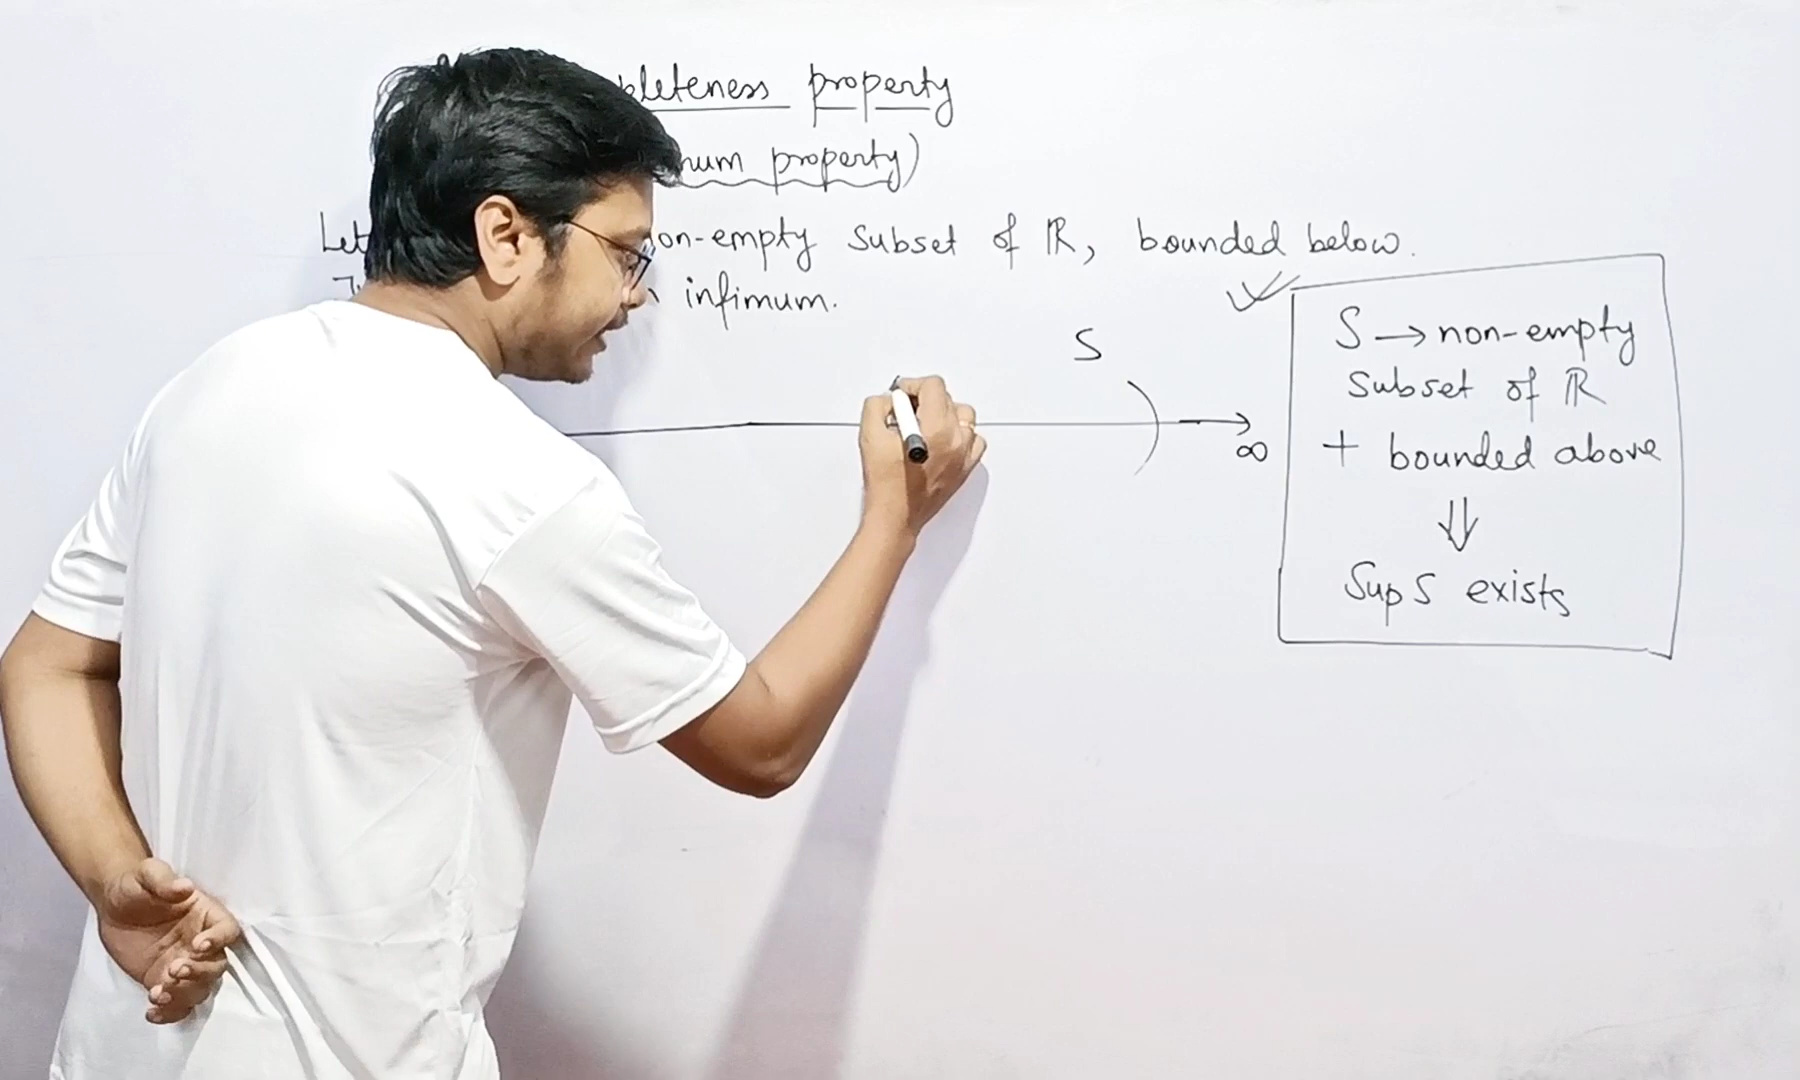 pleteness property
num property)
Let on-empty Subset of ℝ, bounded below.
infimum.
S
∞
S → non-empty
Subset of ℝ
+ bounded above
⇓
Sup S exists